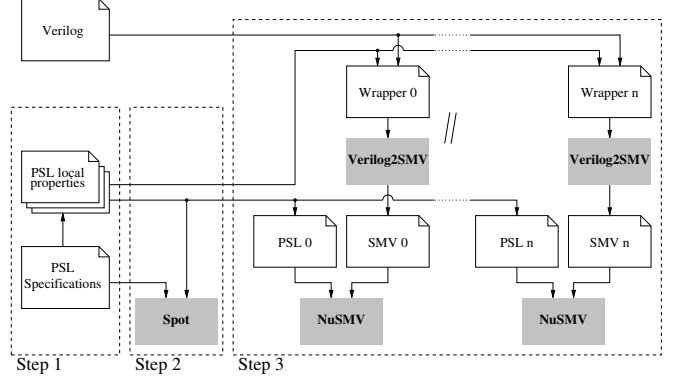 Verilog
Wrapper 0
Wrapper n
//
Verilog2SMV
Verilog2SMV
PSL local
properties
PSL 0
SMV 0
PSL n
SMV n
PSL
Specifications
Spot
NuSMV
NuSMV
Step 1
Step 2
Step 3